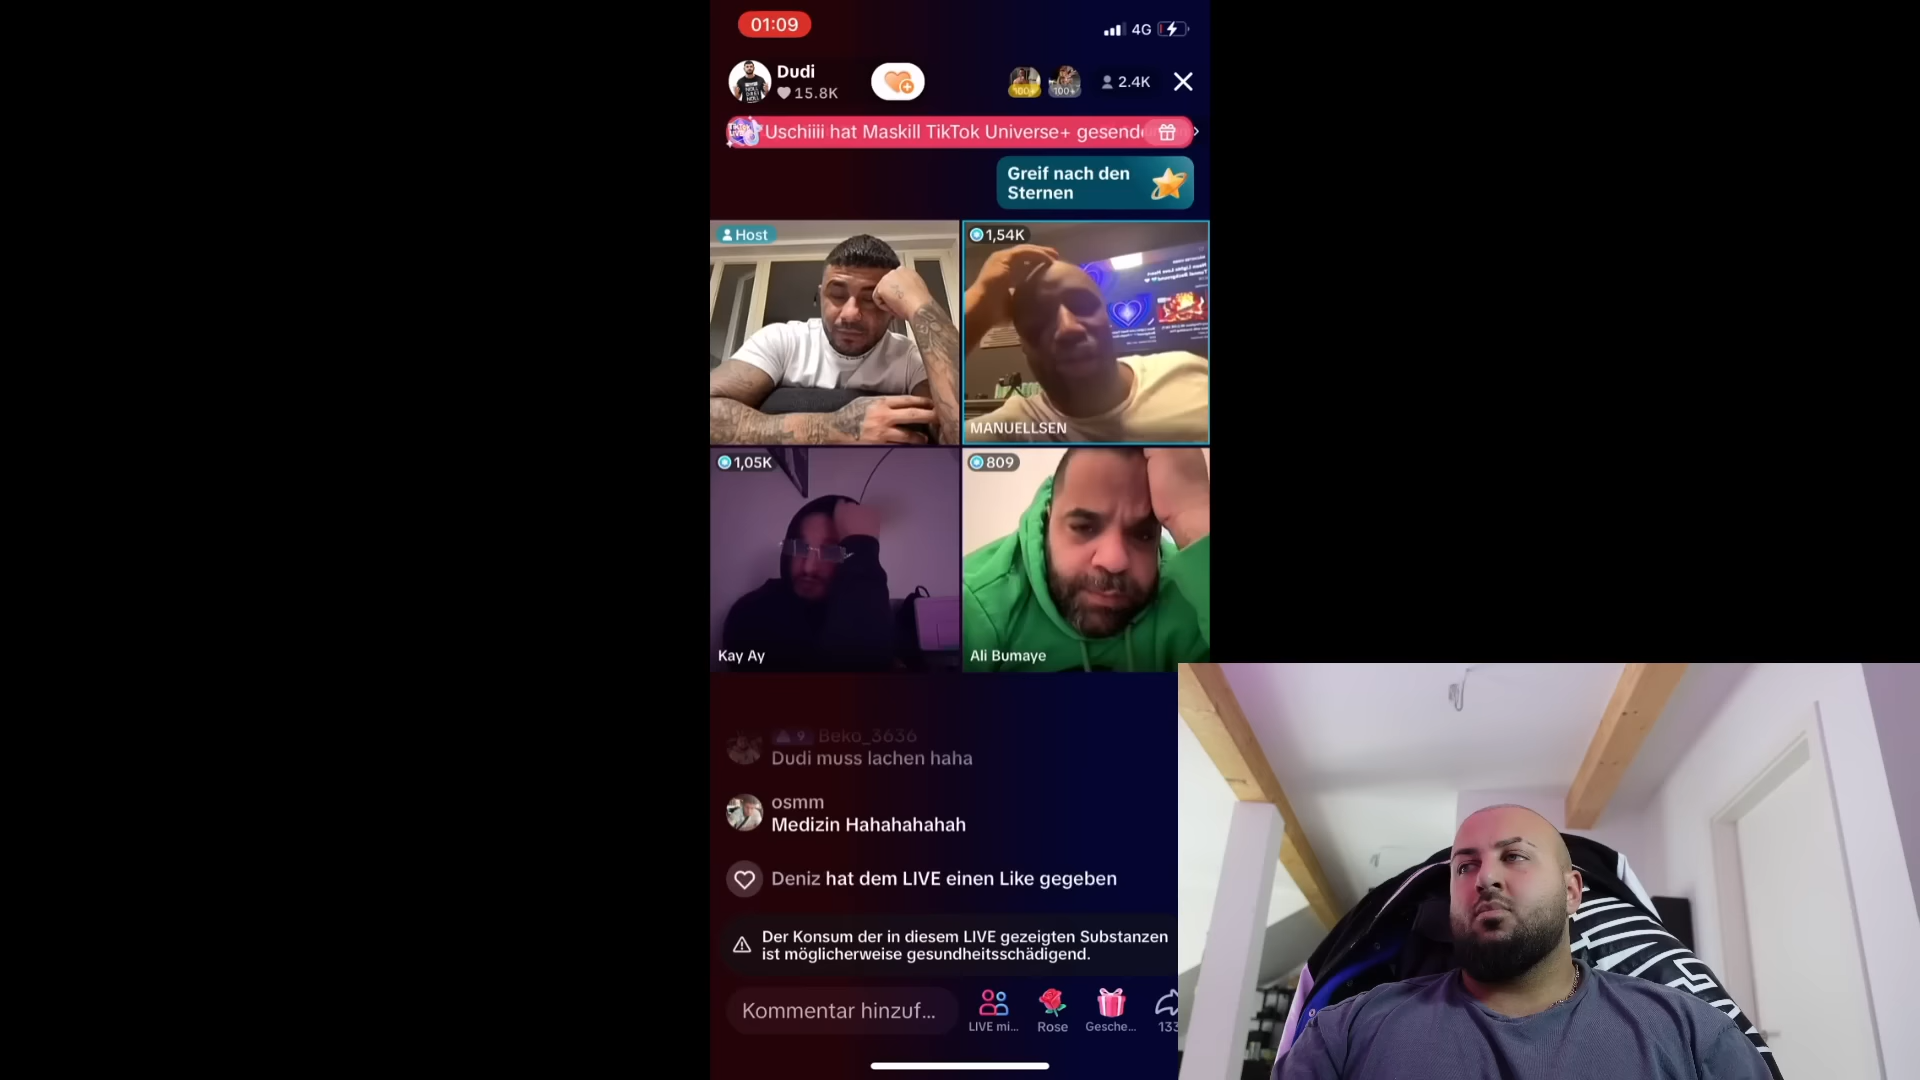 01:09
4G
Dudi
15.8K
100+
100+
2.4K
Uschiiii hat Maskill TikTok Universe+ gesend
Greif nach den
Sternen
Host
1,54K
MANUELLSEN
1,05K
809
Kay Ay
Ali Bumaye
9 Beko_3636
Dudi muss lachen haha
osmm
Medizin Hahahahahah
Deniz hat dem LIVE einen Like gegeben
Der Konsum der in diesem LIVE gezeigten Substanzen
ist möglicherweise gesundheitsschädigend.
Kommentar hinzuf...
LIVE mi...
Rose
Gesche...
133